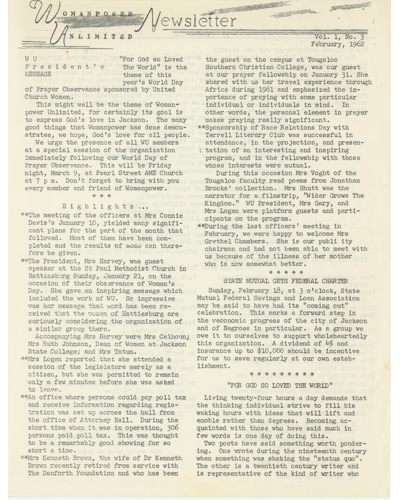 WOMANPOWER
UNLIMITED
Newsletter
Vol. 1, No. 3
February, 1962
W U
President's
MESSAGE
"For God so Loved
The World" is the
theme of this
year's World Day
of Prayer Observance sponsored by United
Church Women.
This might well be the theme of Woman-
power Unlimited, for certainly its goal is
to express God's love in Jackson. The many
good things that Womanpower has done demon-
strates, we hope, God's love for all people.
We urge the presence of all WU members
at a special session of the organization
immediately following our World Day of
Prayer Observance. This will be Friday
night, March 9, at Pearl Street AME Church
at 7 p m. Don't forget to bring with you
every member and friend of Womanpower.
* * *
Highlights ...
**The meeting of the officers at Mrs Connie
Davis's January 10, yielded many signifi-
cant plans for the part of the month that
followed. Most of them have been com-
pleted and the results of some can there-
fore be given.
**The President, Mrs Harvey, was guest
speaker at the St Paul Methodist Church in
Hattiesburg Sunday, January 21, on the
occasion of their observance of Woman's
Day. She gave an inspiring message which
included the work of WU. So impressive
was her message that word has been re-
ceived that the women of Hattiesburg are
seriously considering the organization of
a similar group there.
Accompanying Mrs Harvey were Mrs Calhoun;
Mrs Ruth Johnson, Dean of Women at Jackson
State College; and Mrs Tatum.
**Mrs Logan reported that she attended a
session of the legislature merely as a
citizen, but she was permitted to remain
only a few minutes before she was asked
to leave.
**An office where persons could pay poll tax
and receive information regarding regis-
tration was set up across the hall from
the office of Attorney Hall. During the
short time when it was in operation, 306
persons paid poll tax. This was thought
to be a remarkably good showing for so
short a time.
**Mrs Kenneth Brown, the wife of Dr Kenneth
Brown recently retired from service with
The Danforth Foundation and who has been
the guest on the campus at Tougaloo
Southern Christian College, was our guest
at our prayer fellowship on January 31. She
shared with us her travel experience through
Africa during 1961 and emphasized the im-
portance of praying with some particular
individual or individuals in mind. In
other words, the personal element in prayer
makes praying really significant.
**Sponsorship of Race Relations Day with
Terrell Literary Club was successful in
attendance, in the projection, and presen-
tation of an interesting and inspiring
program, and in the fellowship with those
whose interests were mutual.
During this occasion Mrs Voght of the
Tougaloo faculty read poems from Jonathan
Brooks' collection. Mrs Shutt was the
narrator for a filmstrip, "Wider Grows The
Kingdom." WU President, Mrs Gary, and
Mrs Logan were platform guests and parti-
cipants on the program.
**During the last officers' meeting in
February, we were happy to welcome Mrs
Grethel Chambers. She is our publicity
chairman and had not been able to meet with
us because of the illness of her mother
who is now somewhat better.
* * * * *
STATE MUTUAL GETS FEDERAL CHARTER
Sunday, February 18, at 3 o'clock, State
Mutual Federal Savings and Loan Association
may be said to have had its "coming out"
celebration. This marks a forward step in
the economic progress of the city of Jackson
and of Negroes in particular. As a group we
owe it to ourselves to support wholeheartedly
this organization. A dividend of 4% and
insurance up to $10,000 should be incentive
for us to save regularly at our own estab-
lishment.
* * * * * * * * * *
"FOR GOD SO LOVED THE WORLD"
Living twenty-four hours a day demands that
the thinking individual strive to fill his
waking hours with ideas that will lift and
enoble rather than depress. Becoming ac-
quainted with those who have said much in
few words is one day of doing this.
Two poets have said something worth ponder-
ing. One wrote during the nineteenth century
when something was shaking the "status quo".
The other is a twentieth century writer and
is representative of the kind of writer who